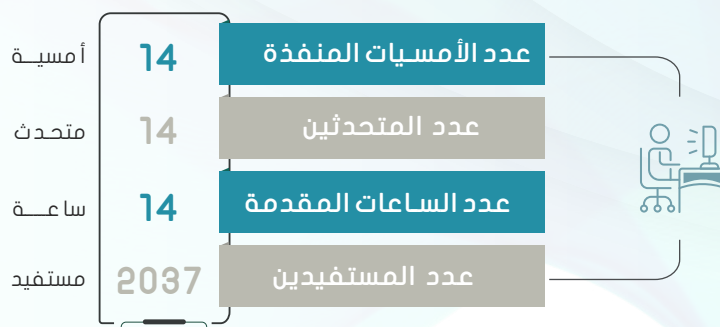 عدد الأمسيات المنفذة 14 أمسية
عدد المتحدثين 14 متحدث
عدد الساعات المقدمة 14 ساعة
عدد المستفيدين 2037 مستفيد